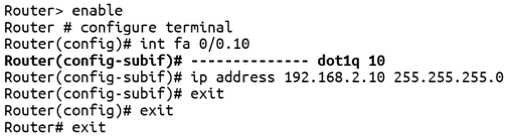 Router> enable
Router # configure terminal
Router(config)# int fa 0/0.10
Router(config-subif)# -------------- dot1q 10
Router(config-subif)# ip address 192.168.2.10 255.255.255.0
Router(config-subif)# exit
Router(config)# exit
Router# exit